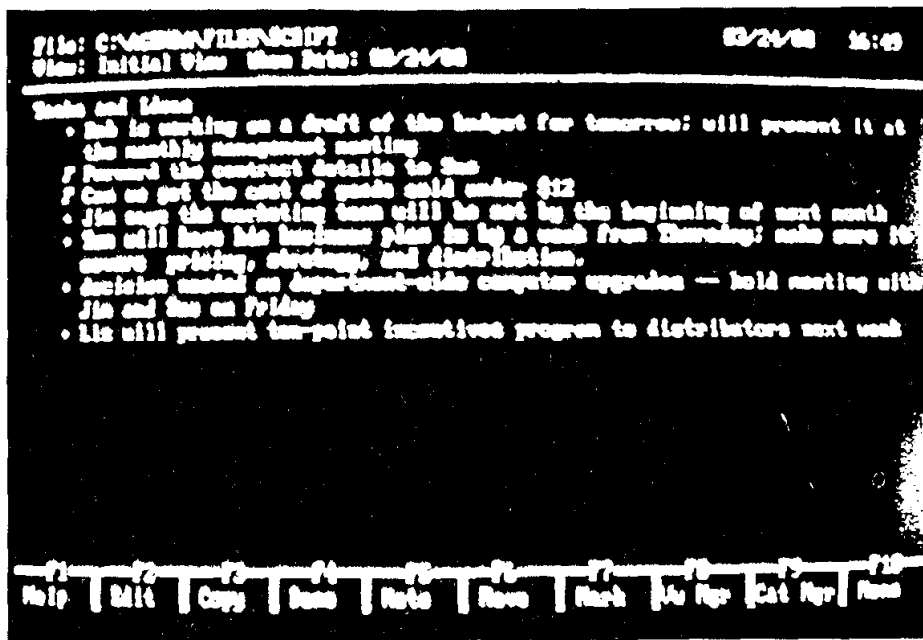 File: C:\AGENDA\FILES\SCRIPT 03/24/88 16:49
View: Initial View When Date: 03/24/88
Tasks and Ideas
• Bob is working on a draft of the budget for tomorrow; will present it at
the monthly management meeting
F Forward the contract details to Sue
F Can we get the cost of goods sold under $12
• Jim says the marketing team will be set by the beginning of next month
• Sue will have his business plan in by a week from Thursday; make sure it
covers pricing, strategy, and distribution.
• decision needed on department-wide computer upgrades -- hold meeting with
Jim and Sue on Friday
• Liz will present ten-point incentives program to distributors next week
F1 F2 F3 F4 F5 F6 F7 F8 F9 F10
Help Edit Copy Done Note Move Mark Vw Mgr Cat Mgr Menu